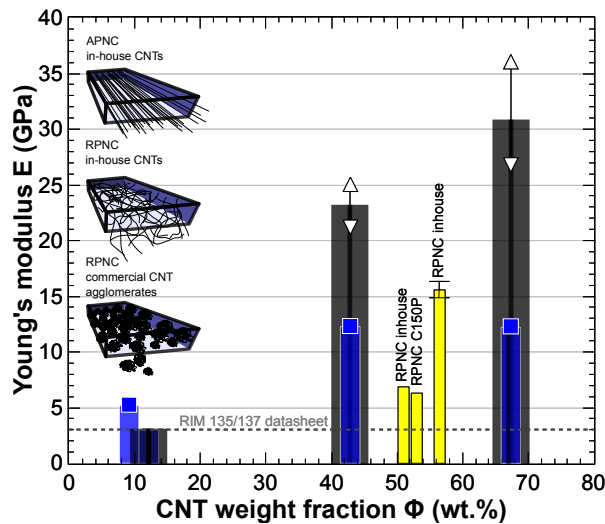 40
35
30
25
20
15
10
5
0
Young's modulus E (GPa)
APNC
in-house CNTs
RPNC
in-house CNTs
RPNC
commercial CNT
agglomerates
RPNC inhouse
RPNC C150P
RPNC inhouse
RIM 135/137 datasheet
0 10 20 30 40 50 60 70 80
CNT weight fraction Φ (wt.%)